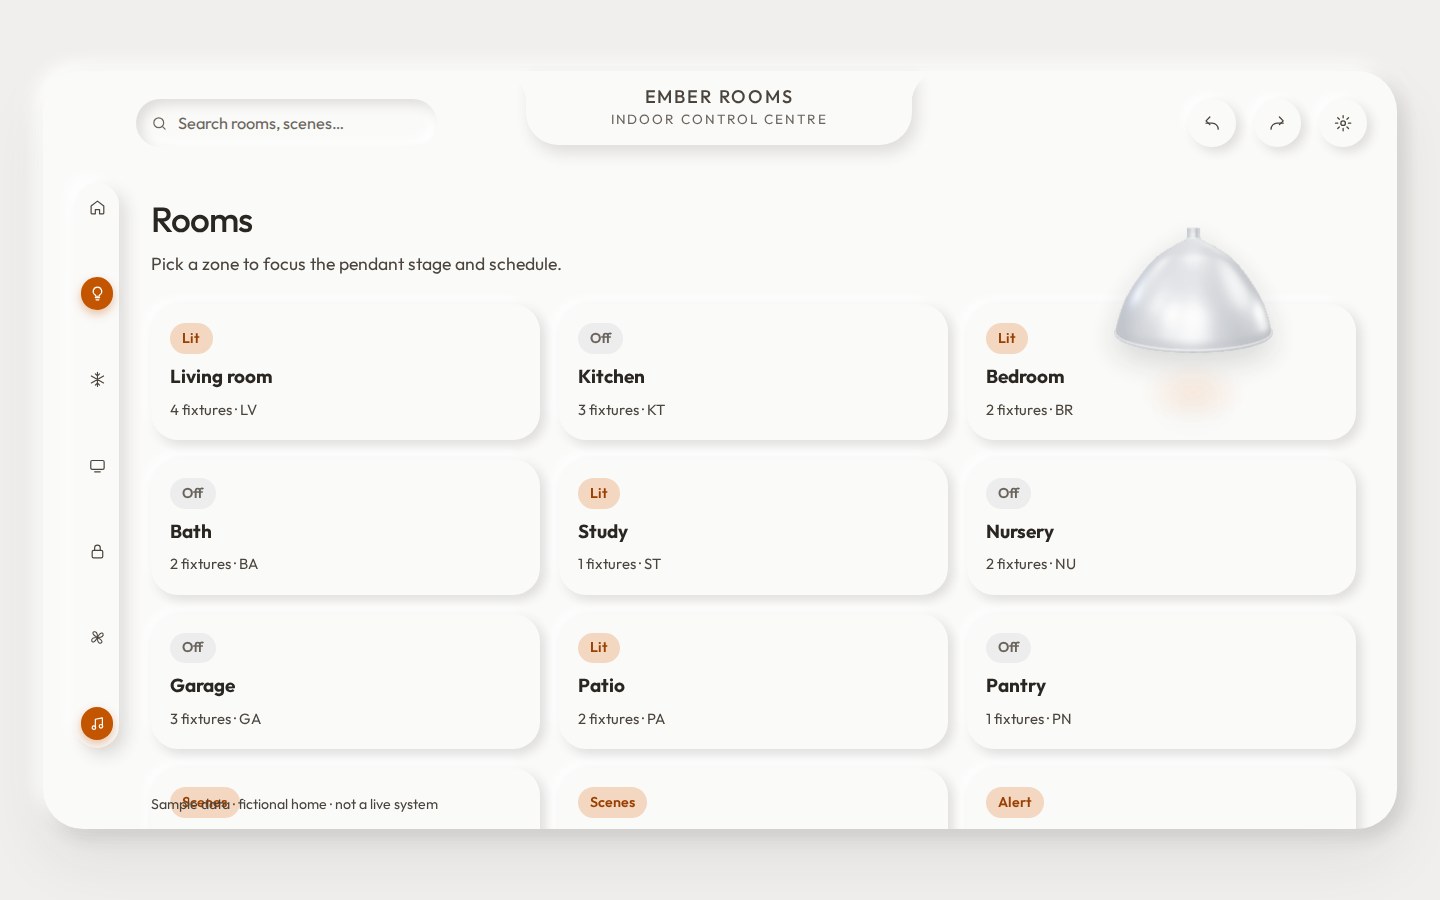 Search rooms, scenes...
EMBER ROOMS
INDOOR CONTROL CENTRE
Rooms
Pick a zone to focus the pendant stage and schedule.
Lit
Living room
4 fixtures · LV
Off
Kitchen
3 fixtures · KT
Lit
Bedroom
2 fixtures · BR
Off
Bath
2 fixtures · BA
Lit
Study
1 fixtures · ST
Off
Nursery
2 fixtures · NU
Off
Garage
3 fixtures · GA
Lit
Patio
2 fixtures · PA
Off
Pantry
1 fixtures · PN
Scenes
Sample data · fictional home · not a live system
Scenes
Alert